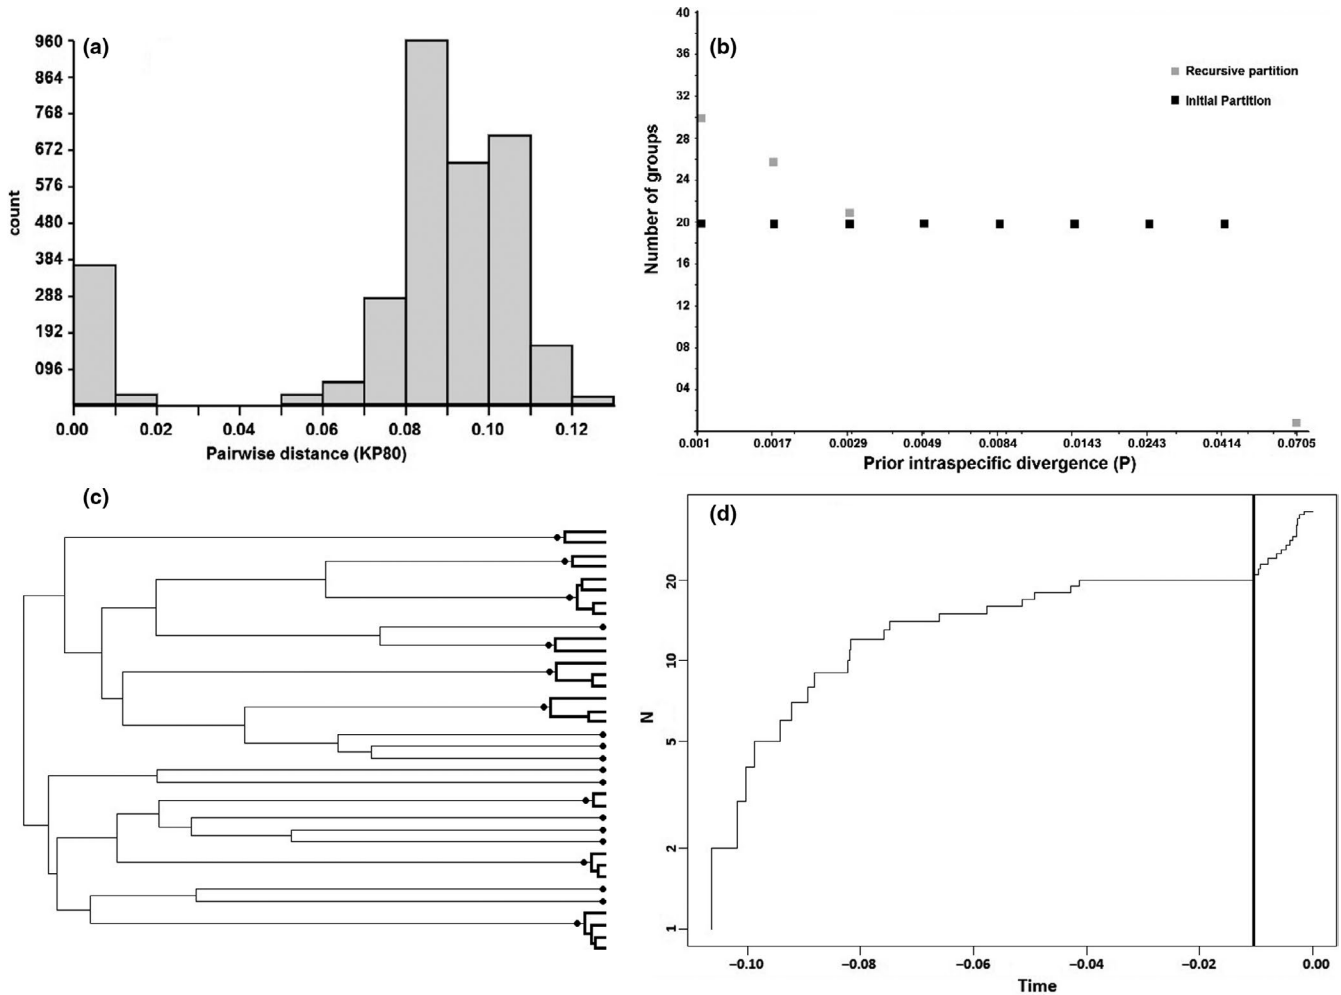 (a)
960
864
768
672
576
480
384
288
192
096
count
0.00 0.02 0.04 0.06 0.08 0.10 0.12
Pairwise distance (KP80)
(b)
40
36
32
28
24
20
16
12
08
04
Number of groups
Recursive partition
Initial Partition
0.001 0.0017 0.0029 0.0049 0.0084 0.0143 0.0243 0.0414 0.0705
Prior intraspecific divergence (P)
(c)
(d)
20
10
5
2
1
N
−0.10 −0.08 −0.06 −0.04 −0.02 0.00
Time